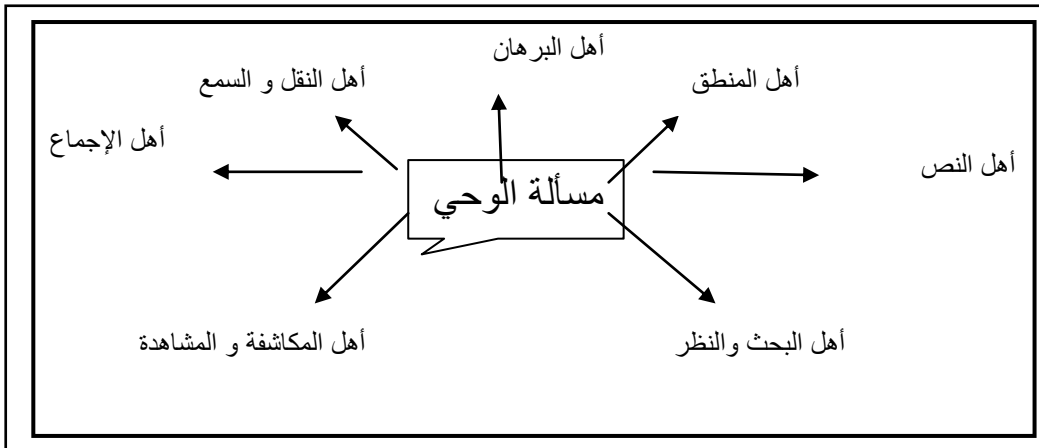 أهل البرهان
أهل المنطق
أهل النقل و السمع
أهل النص
أهل الإجماع
مسألة الوحي
أهل البحث والنظر
أهل المكاشفة و المشاهدة